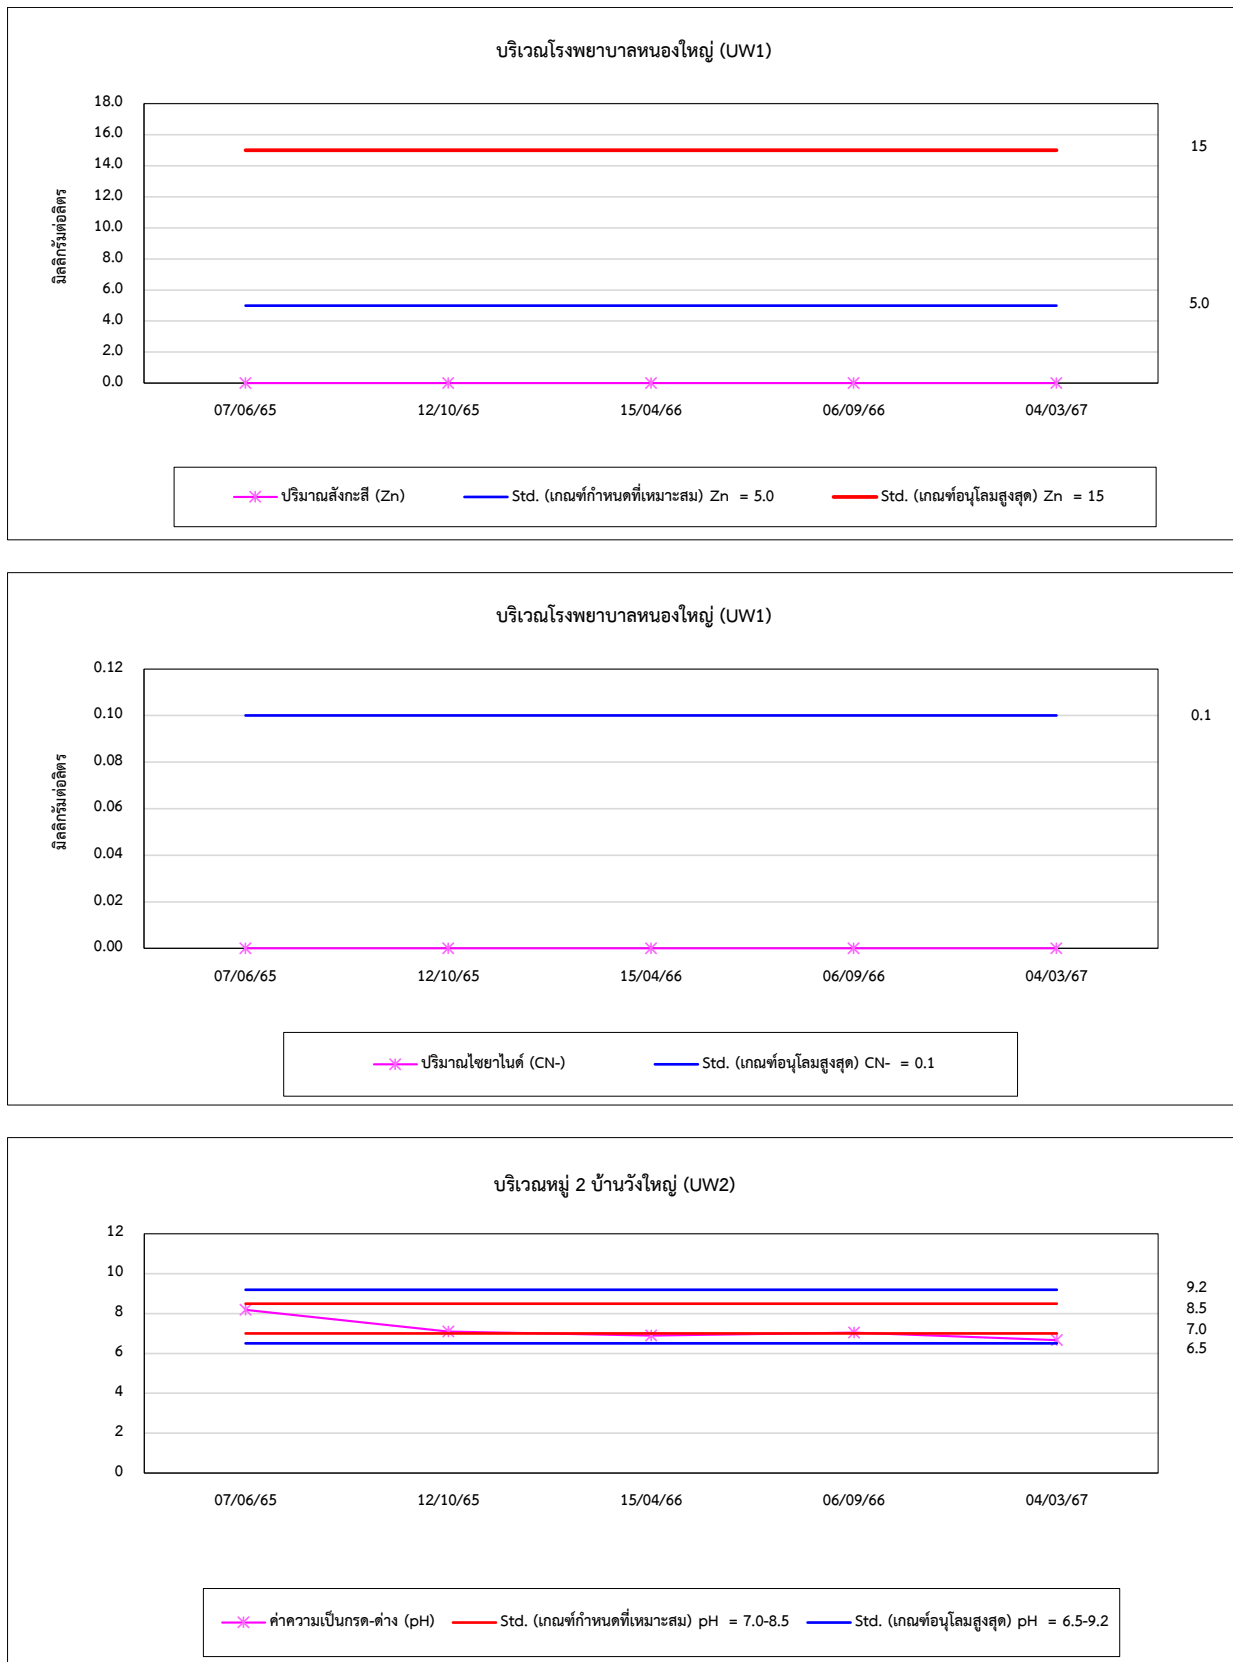 บริเวณโรงพยาบาลหนองใหญ่ (UW1)
มิลลิกรัมต่อลิตร
18.0
16.0
14.0
12.0
10.0
8.0
6.0
4.0
2.0
0.0
15
5.0
07/06/65 12/10/65 15/04/66 06/09/66 04/03/67
ปริมาณสังกะสี (Zn) Std. (เกณฑ์กำหนดที่เหมาะสม) Zn = 5.0 Std. (เกณฑ์อนุโลมสูงสุด) Zn = 15
บริเวณโรงพยาบาลหนองใหญ่ (UW1)
มิลลิกรัมต่อลิตร
0.12
0.10
0.08
0.06
0.04
0.02
0.00
0.1
07/06/65 12/10/65 15/04/66 06/09/66 04/03/67
ปริมาณไซยาไนด์ (CN-) Std. (เกณฑ์อนุโลมสูงสุด) CN- = 0.1
บริเวณหมู่ 2 บ้านวังใหญ่ (UW2)
12
10
8
6
4
2
0
9.2
8.5
7.0
6.5
07/06/65 12/10/65 15/04/66 06/09/66 04/03/67
ค่าความเป็นกรด-ด่าง (pH) Std. (เกณฑ์กำหนดที่เหมาะสม) pH = 7.0-8.5 Std. (เกณฑ์อนุโลมสูงสุด) pH = 6.5-9.2